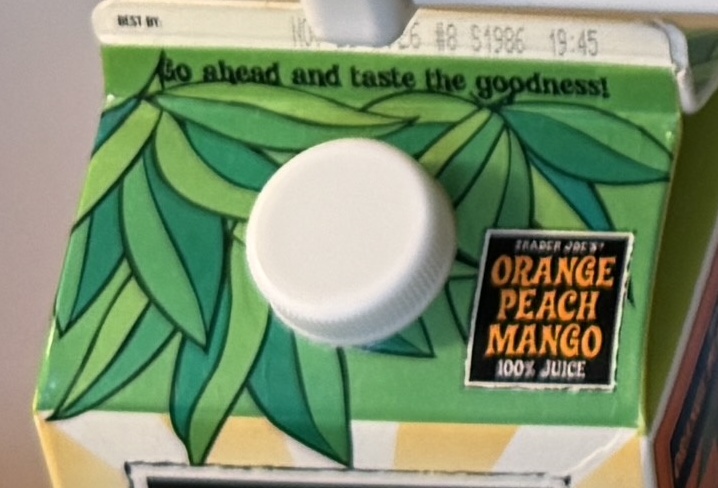 BEST BY:
#8 S1986 19:45
Go ahead and taste the goodness!
TRADER JOE'S
ORANGE
PEACH
MANGO
100% JUICE